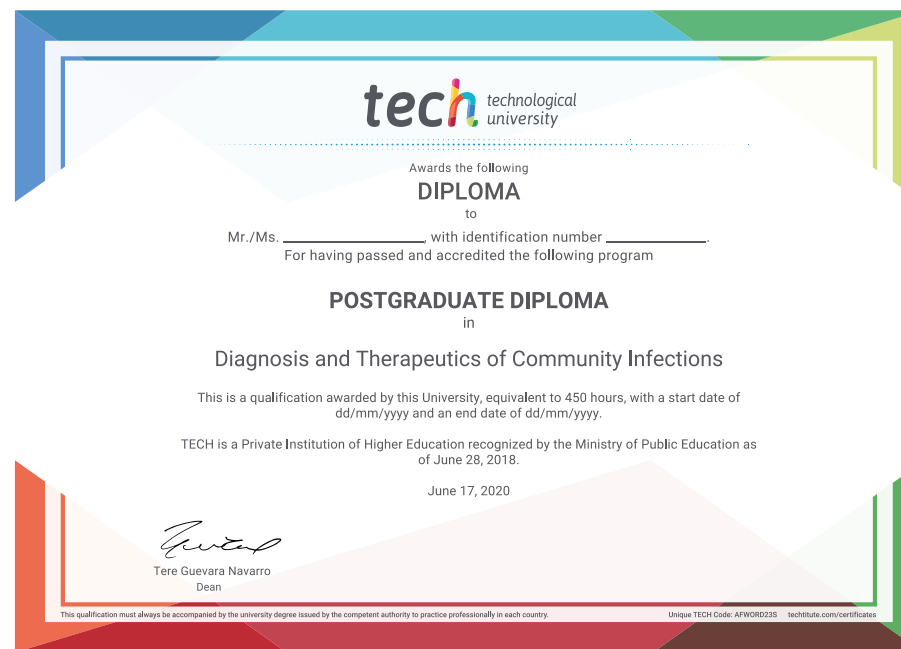 tech technological
university
Awards the following
DIPLOMA
to
Mr./Ms. ____________, with identification number ____________.
For having passed and accredited the following program
POSTGRADUATE DIPLOMA
in
Diagnosis and Therapeutics of Community Infections
This is a qualification awarded by this University, equivalent to 450 hours, with a start date of
dd/mm/yyyy and an end date of dd/mm/yyyy.
TECH is a Private Institution of Higher Education recognized by the Ministry of Public Education as
of June 28, 2018.
June 17, 2020
Tere Guevara Navarro
Dean
This qualification must always be accompanied by the university degree issued by the competent authority to practice professionally in each country.
Unique TECH Code: AFWORD23S techtitute.com/certificates